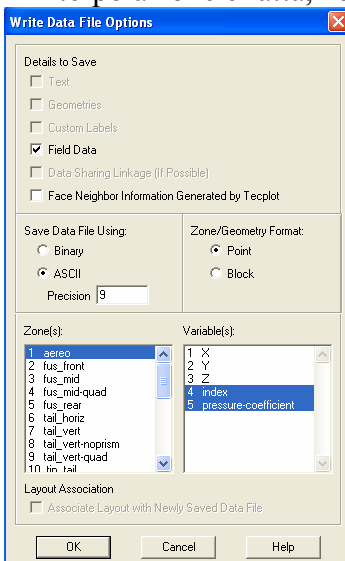 Write Data File Options
Details to Save
Text
Geometries
Custom Labels
Field Data
Data Sharing Linkage (If Possible)
Face Neighbor Information Generated by Tecplot
Save Data File Using:
Binary
ASCII
Precision 9
Zone/Geometry Format:
Point
Block
Zone(s):
1 aereo
2 fus_front
3 fus_mid
4 fus_mid-quad
5 fus_rear
6 tail_horiz
7 tail_vert
8 tail_vert-noprism
9 tail_vert-quad
10 tip_tail
Variable(s):
1 X
2 Y
3 Z
4 index
5 pressure-coefficient
Layout Association
Associate Layout with Newly Saved Data File
OK Cancel Help